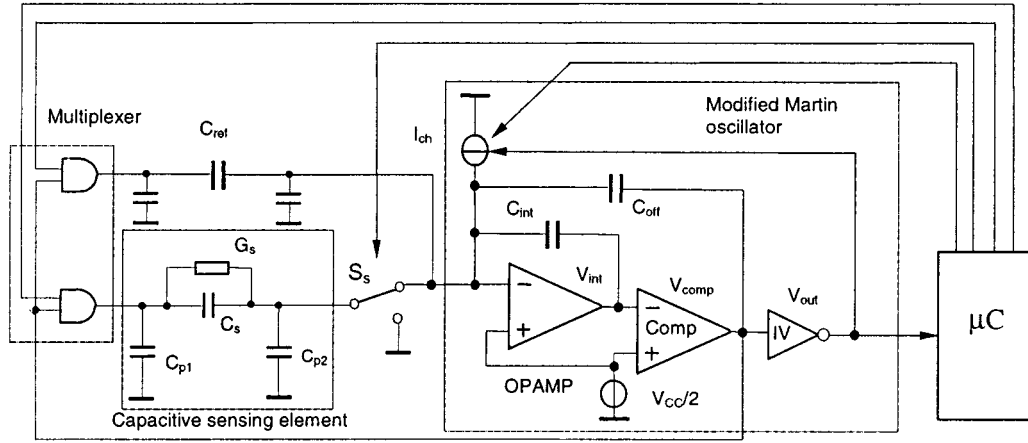 Multiplexer
C_ref
I_ch
Modified Martin
oscillator
C_off
C_int
G_s
S_s
V_int
V_comp
V_out
µC
C_s
Comp
IV
C_p1
C_p2
OPAMP
V_CC/2
Capacitive sensing element